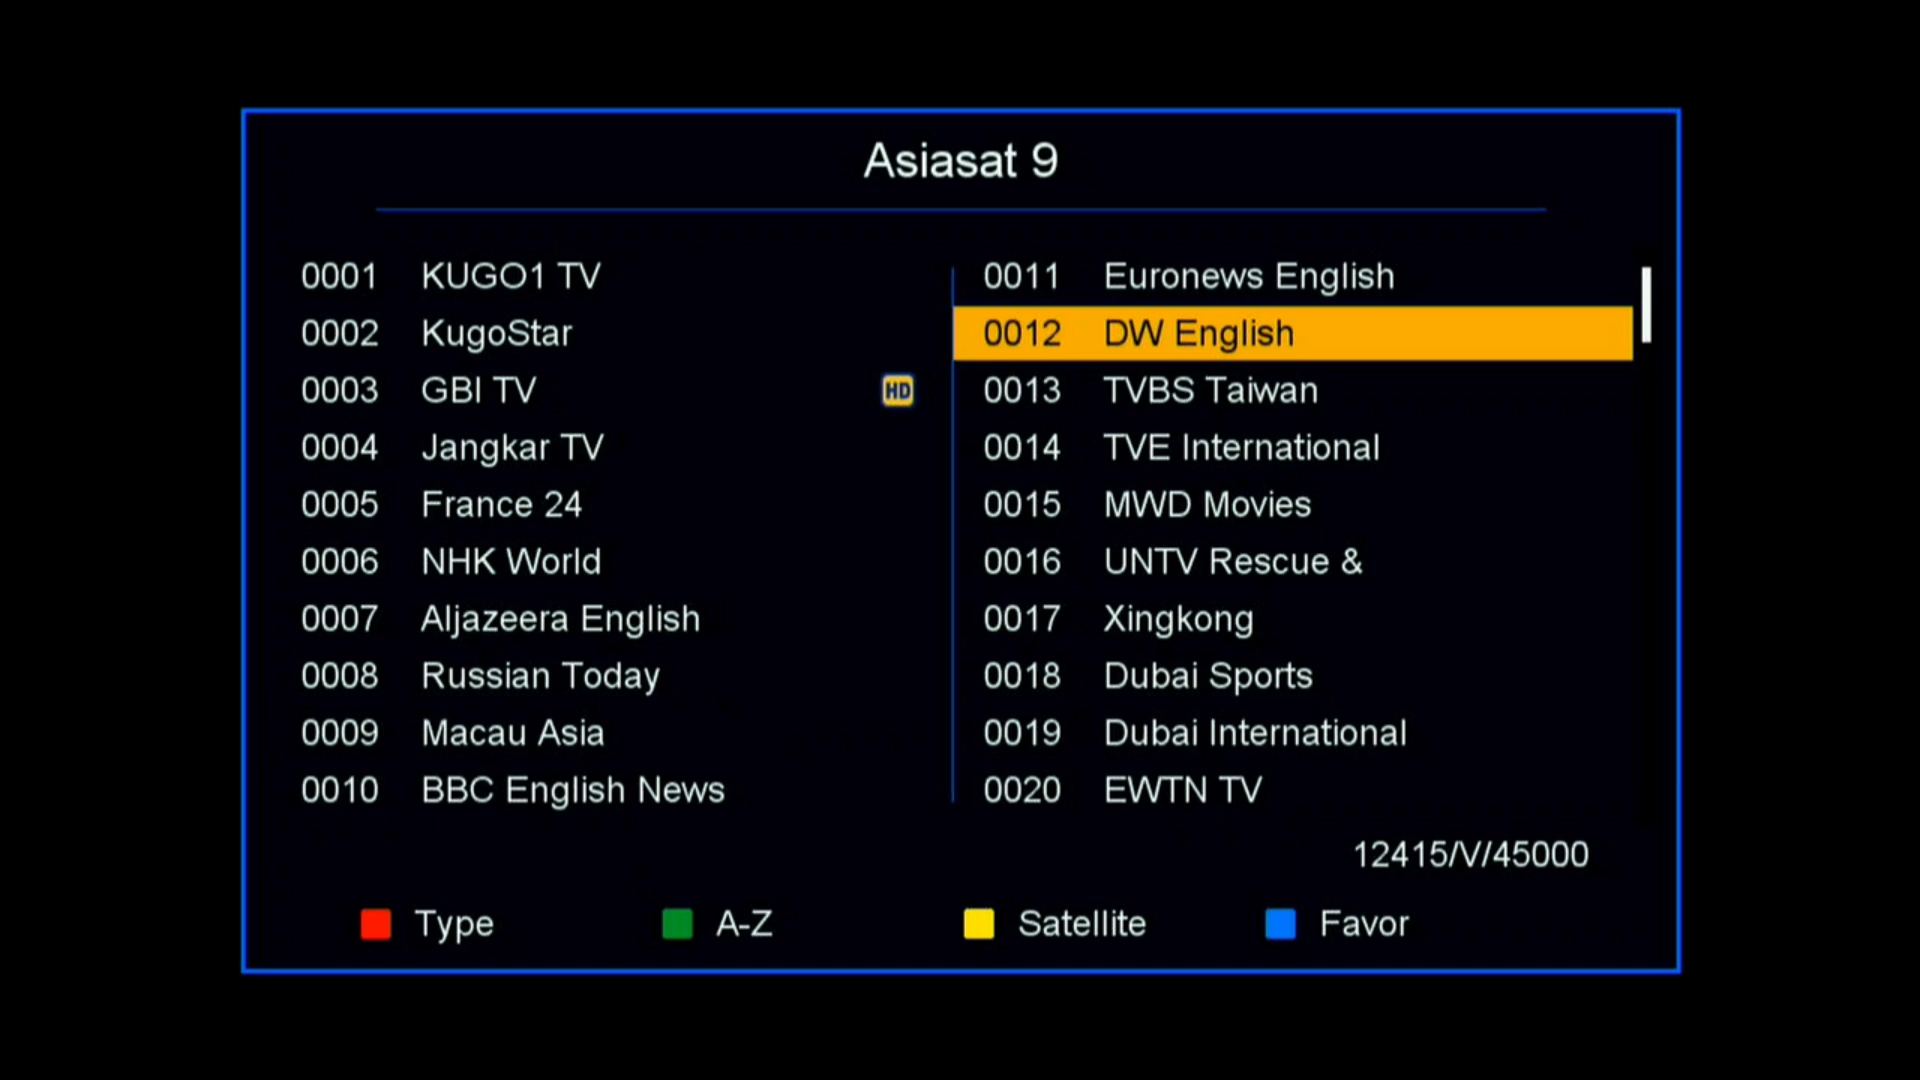 Asiasat 9
0001 KUGO1 TV
0002 KugoStar
0003 GBI TV HD
0004 Jangkar TV
0005 France 24
0006 NHK World
0007 Aljazeera English
0008 Russian Today
0009 Macau Asia
0010 BBC English News
0011 Euronews English
0012 DW English
0013 TVBS Taiwan
0014 TVE International
0015 MWD Movies
0016 UNTV Rescue &
0017 Xingkong
0018 Dubai Sports
0019 Dubai International
0020 EWTN TV
12415/V/45000
Type A-Z Satellite Favor